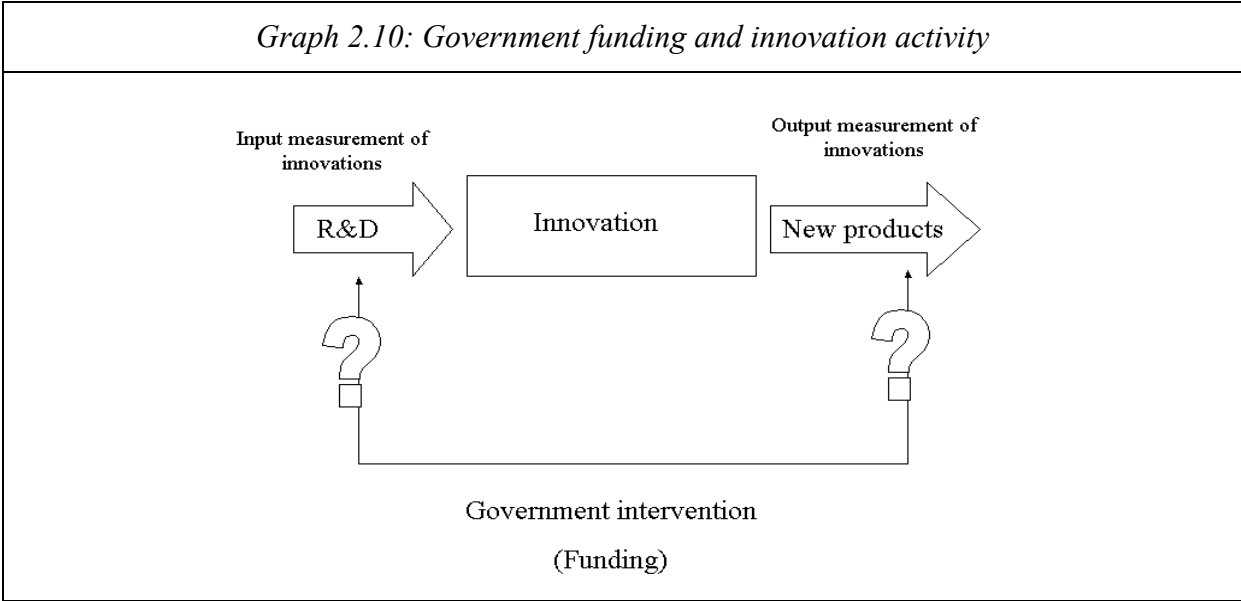 Graph 2.10: Government funding and innovation activity
Input measurement of
innovations
Output measurement of
innovations
R&D
Innovation
New products
?
?
Government intervention
(Funding)